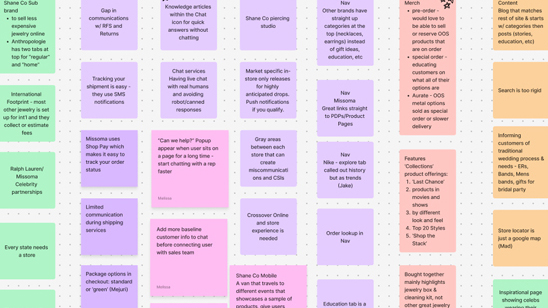 Shane Co Sub
brand
• to sell less
expensive
jewelry online
• Anthropologie
has two tabs at
top for "regular"
and "home"
International
Footprint - most
other jewelry is set
up for int'l and they
collect or estimate
fees
Ralph Lauren/
Missoma
Celebrity
partnerships
Every state needs
a store
Gap in
communications
w/ RFS and
Returns
Tracking your
shipment is easy -
they use SMS
notifications
Missoma uses
Shop Pay which
makes it easy to
track your order
status
Limited
communication
during shipping
services
Package options in
checkout: standard
or 'green' (Mejuri)
Knowledge articles
within the Chat
icon for quick
answers without
chatting
Chat services
Having live chat
with real humans
and avoiding
robot/canned
responses
"Can we help?" Popup
appear when user sits
on a page for a long time -
start chatting with a rep
faster
Melissa
Add more baseline
customer info to chat
before connecting user
with sales team
Melissa
Shane Co piercing
studio
Market specific in-
store only releases
for highly
anticipated drops.
Push notifications
if you qualify.
Gray areas
between each
store that can
create
miscommunicati
ons and CSIs
Crossover Online
and store
experience is
needed
Shane Co Mobile
A van that travels to
different events that
showcases a sample of
Nav
Other brands have
straight up
categories at the
top (necklaces,
earrings) instead
of gift ideas,
education, etc
Nav
Missoma
Great links straight
to PDPs/Product
Pages
Nav
Nike - explore tab
called out history
but as trends
(Jake)
Order lookup in
Nav
Education tab is a
Merch
• pre-order -
would love to
be able to sell
or reserve OOS
products that
are on order
• special order -
educating
customers on
what all of their
options are
• Aurate - OOS
metal options
sold as special
order or slower
delivery
Features
'Collections'
product offerings:
1. 'Last Chance'
2. products in
movies and
shows
3. by different
look and feel
4. Top 20 Styles
5. 'Shop the
Stack'
Bought together
mainly highlights
jewelry box &
cleaning kit, not
other great jewelry
Content
Blog that matches
rest of site & starts
w/ categories then
posts (stories,
education, etc)
Search is too rigid
Informing
customers of
traditional
wedding process &
needs - ERs,
Bands, Mens
bands, gifts for
bridal party
Store locator is
just a google map
(Mad)
Inspirational page
showing celebs